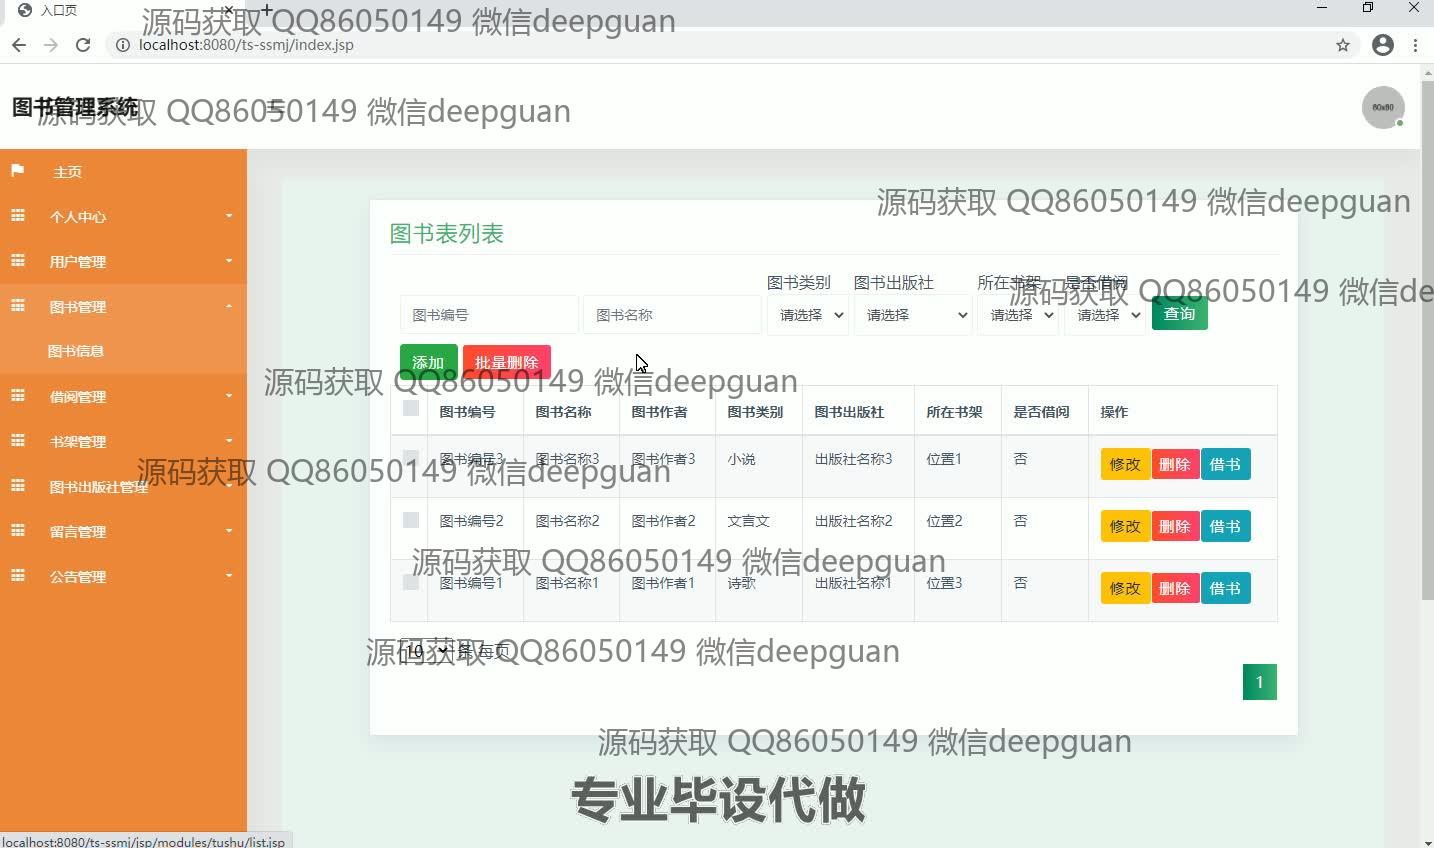 入口页
源码获取 QQ86050149 微信deepguan
localhost:8080/ts-ssmj/index.jsp
图书管理系统
源码获取 QQ86050149 微信deepguan
60x60
主页
个人中心
用户管理
图书管理
图书信息
借阅管理
书架管理
图书出版社管理
留言管理
公告管理
源码获取 QQ86050149 微信deepguan
图书表列表
图书类别 图书出版社 所在书架 是否借阅
源码获取 QQ86050149 微信de
图书编号 图书名称 请选择 请选择 请选择 请选择 查询
添加 批量删除
源码获取 QQ86050149 微信deepguan
图书编号 图书名称 图书作者 图书类别 图书出版社 所在书架 是否借阅 操作
图书编号3 图书名称3 图书作者3 小说 出版社名称3 位置1 否 修改 删除 借书
源码获取 QQ86050149 微信deepguan
图书编号2 图书名称2 图书作者2 文言文 出版社名称2 位置2 否 修改 删除 借书
源码获取 QQ86050149 微信deepguan
图书编号1 图书名称1 图书作者1 诗歌 出版社名称1 位置3 否 修改 删除 借书
10 条 每页
源码获取 QQ86050149 微信deepguan
1
源码获取 QQ86050149 微信deepguan
专业毕设代做
localhost:8080/ts-ssmj/jsp/modules/tushu/list.jsp